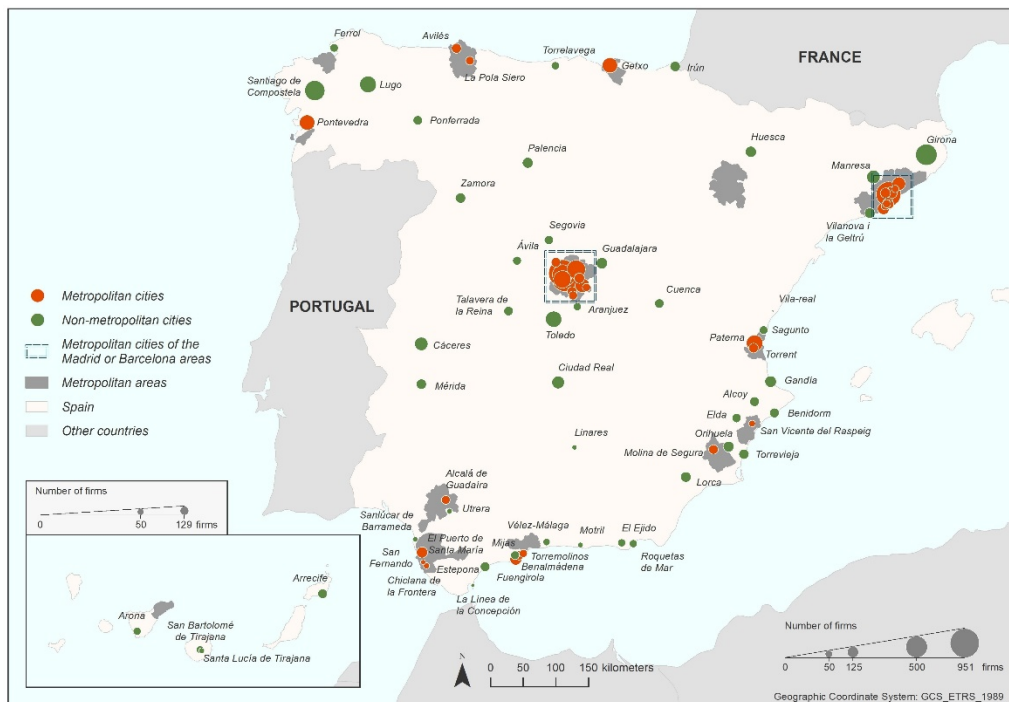 Ferrol
Avilés
La Pola Siero
Torrelavega
Getxo
Irún
FRANCE
Santiago de
Compostela
Lugo
Pontevedra
Ponferrada
Palencia
Zamora
Huesca
Girona
Manresa
Vilanova i
la Geltrú
Segovia
Ávila
Guadalajara
PORTUGAL
Talavera de
la Reina
Aranjuez
Toledo
Cuenca
Vila-real
Sagunto
Paterna
Torrent
Cáceres
Mérida
Ciudad Real
Gandía
Alcoy
Benidorm
Elda
San Vicente del Raspeig
Orihuela
Molina de Segura
Torrevieja
Linares
Lorca
Metropolitan cities
Non-metropolitan cities
Metropolitan cities of the
Madrid or Barcelona areas
Metropolitan areas
Spain
Other countries
Alcalá de
Guadaíra
Utrera
Sanlúcar de
Barrameda
El Puerto de
Santa María
San
Fernando
Chiclana de
la Frontera
Estepona
Mijas
Vélez-Málaga
Torremolinos
Benalmádena
Fuengirola
Motril
El Ejido
Roquetas
de Mar
La Línea de
la Concepción
Number of firms
0 50 129 firms
Arrecife
Arona
San Bartolomé
de Tirajana
Santa Lucía de Tirajana
N
0 50 100 150 kilometers
Number of firms
0 50 125 500 951 firms
Geographic Coordinate System: GCS_ETRS_1989